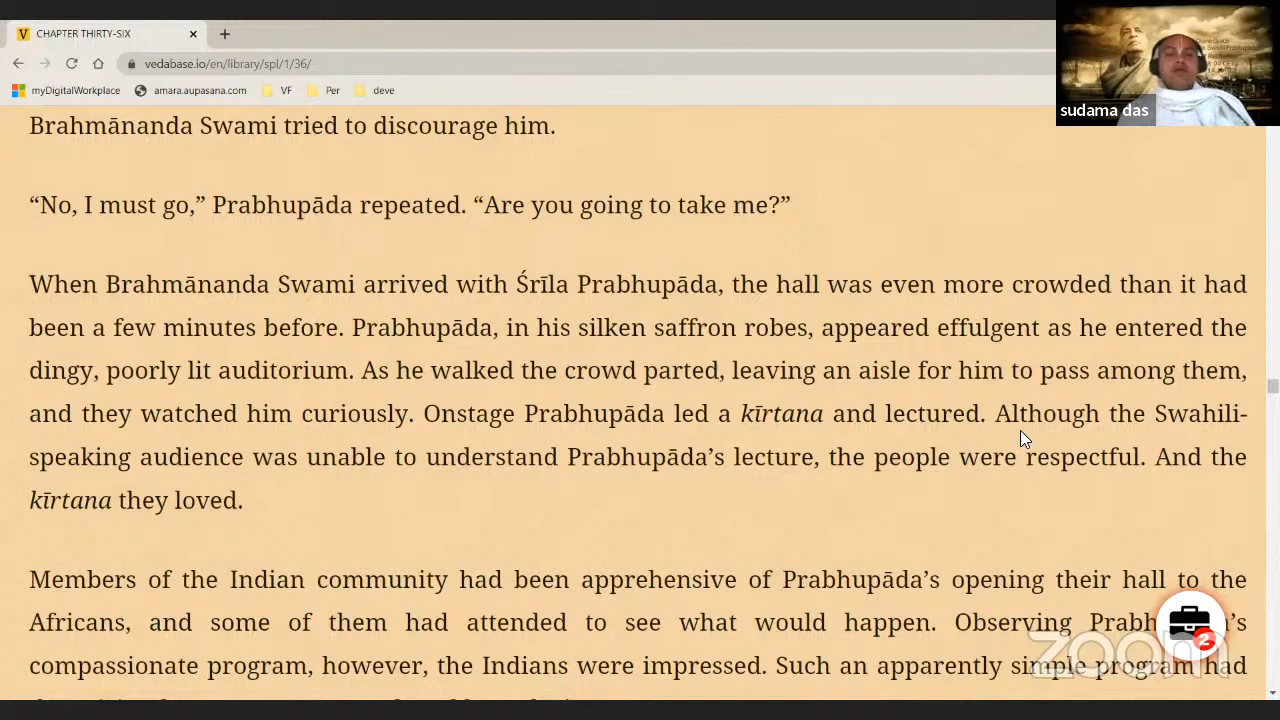 CHAPTER THIRTY-SIX
vedabase.io/en/library/spl/1/36/
myDigitalWorkplace amara.aupasana.com VF Per deve
sudama das
Brahmānanda Swami tried to discourage him.
“No, I must go,” Prabhupāda repeated. “Are you going to take me?”
When Brahmānanda Swami arrived with Śrīla Prabhupāda, the hall was even more crowded than it had
been a few minutes before. Prabhupāda, in his silken saffron robes, appeared effulgent as he entered the
dingy, poorly lit auditorium. As he walked the crowd parted, leaving an aisle for him to pass among them,
and they watched him curiously. Onstage Prabhupāda led a kīrtana and lectured. Although the Swahili-
speaking audience was unable to understand Prabhupāda’s lecture, the people were respectful. And the
kīrtana they loved.
Members of the Indian community had been apprehensive of Prabhupāda’s opening their hall to the
Africans, and some of them had attended to see what would happen. Observing Prabh ’s
compassionate program, however, the Indians were impressed. Such an apparently simple program had
2
zoom